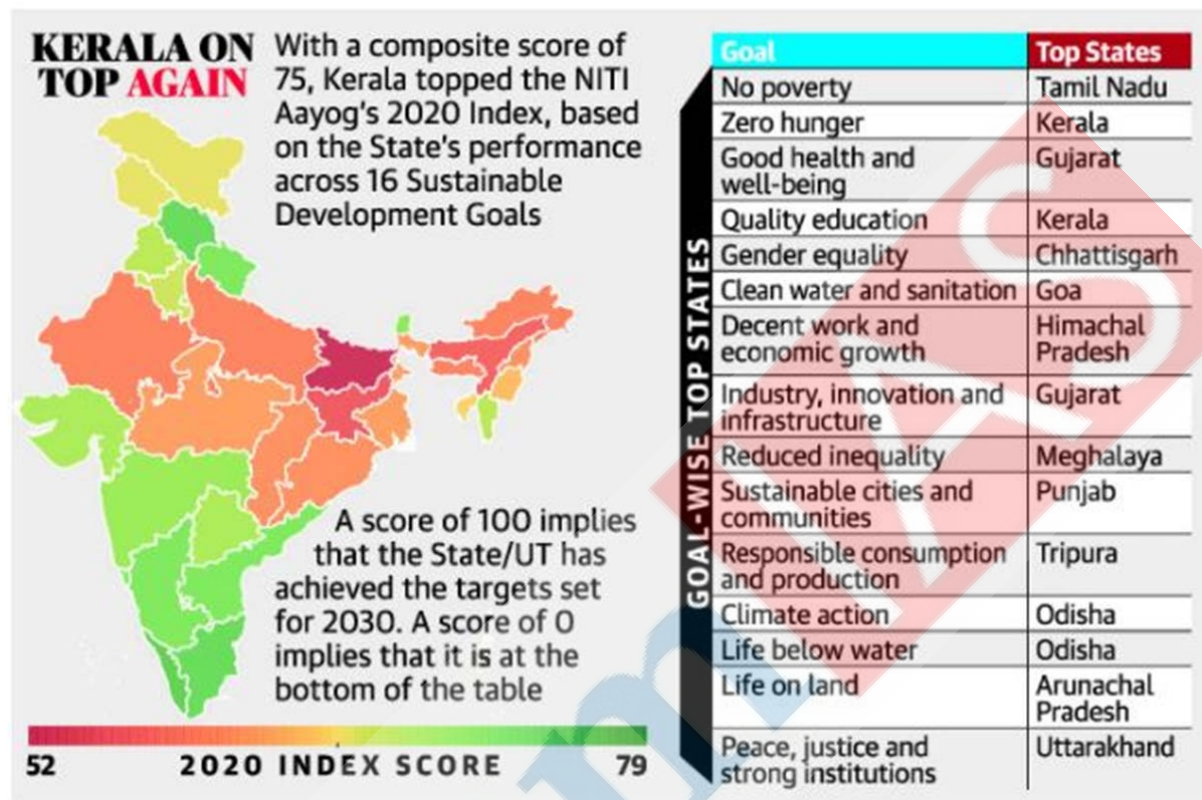 KERALA ON
TOP AGAIN
With a composite score of
75, Kerala topped the NITI
Aayog's 2020 Index, based
on the State's performance
across 16 Sustainable
Development Goals
A score of 100 implies
that the State/UT has
achieved the targets set
for 2030. A score of 0
implies that it is at the
bottom of the table
52 2020 INDEX SCORE 79
GOAL-WISE TOP STATES
Goal Top States
No poverty Tamil Nadu
Zero hunger Kerala
Good health and Gujarat
well-being
Quality education Kerala
Gender equality Chhattisgarh
Clean water and sanitation Goa
Decent work and Himachal
economic growth Pradesh
Industry, innovation and Gujarat
infrastructure
Reduced inequality Meghalaya
Sustainable cities and Punjab
communities
Responsible consumption Tripura
and production
Climate action Odisha
Life below water Odisha
Life on land Arunachal
Pradesh
Peace, justice and Uttarakhand
strong institutions
m IAS